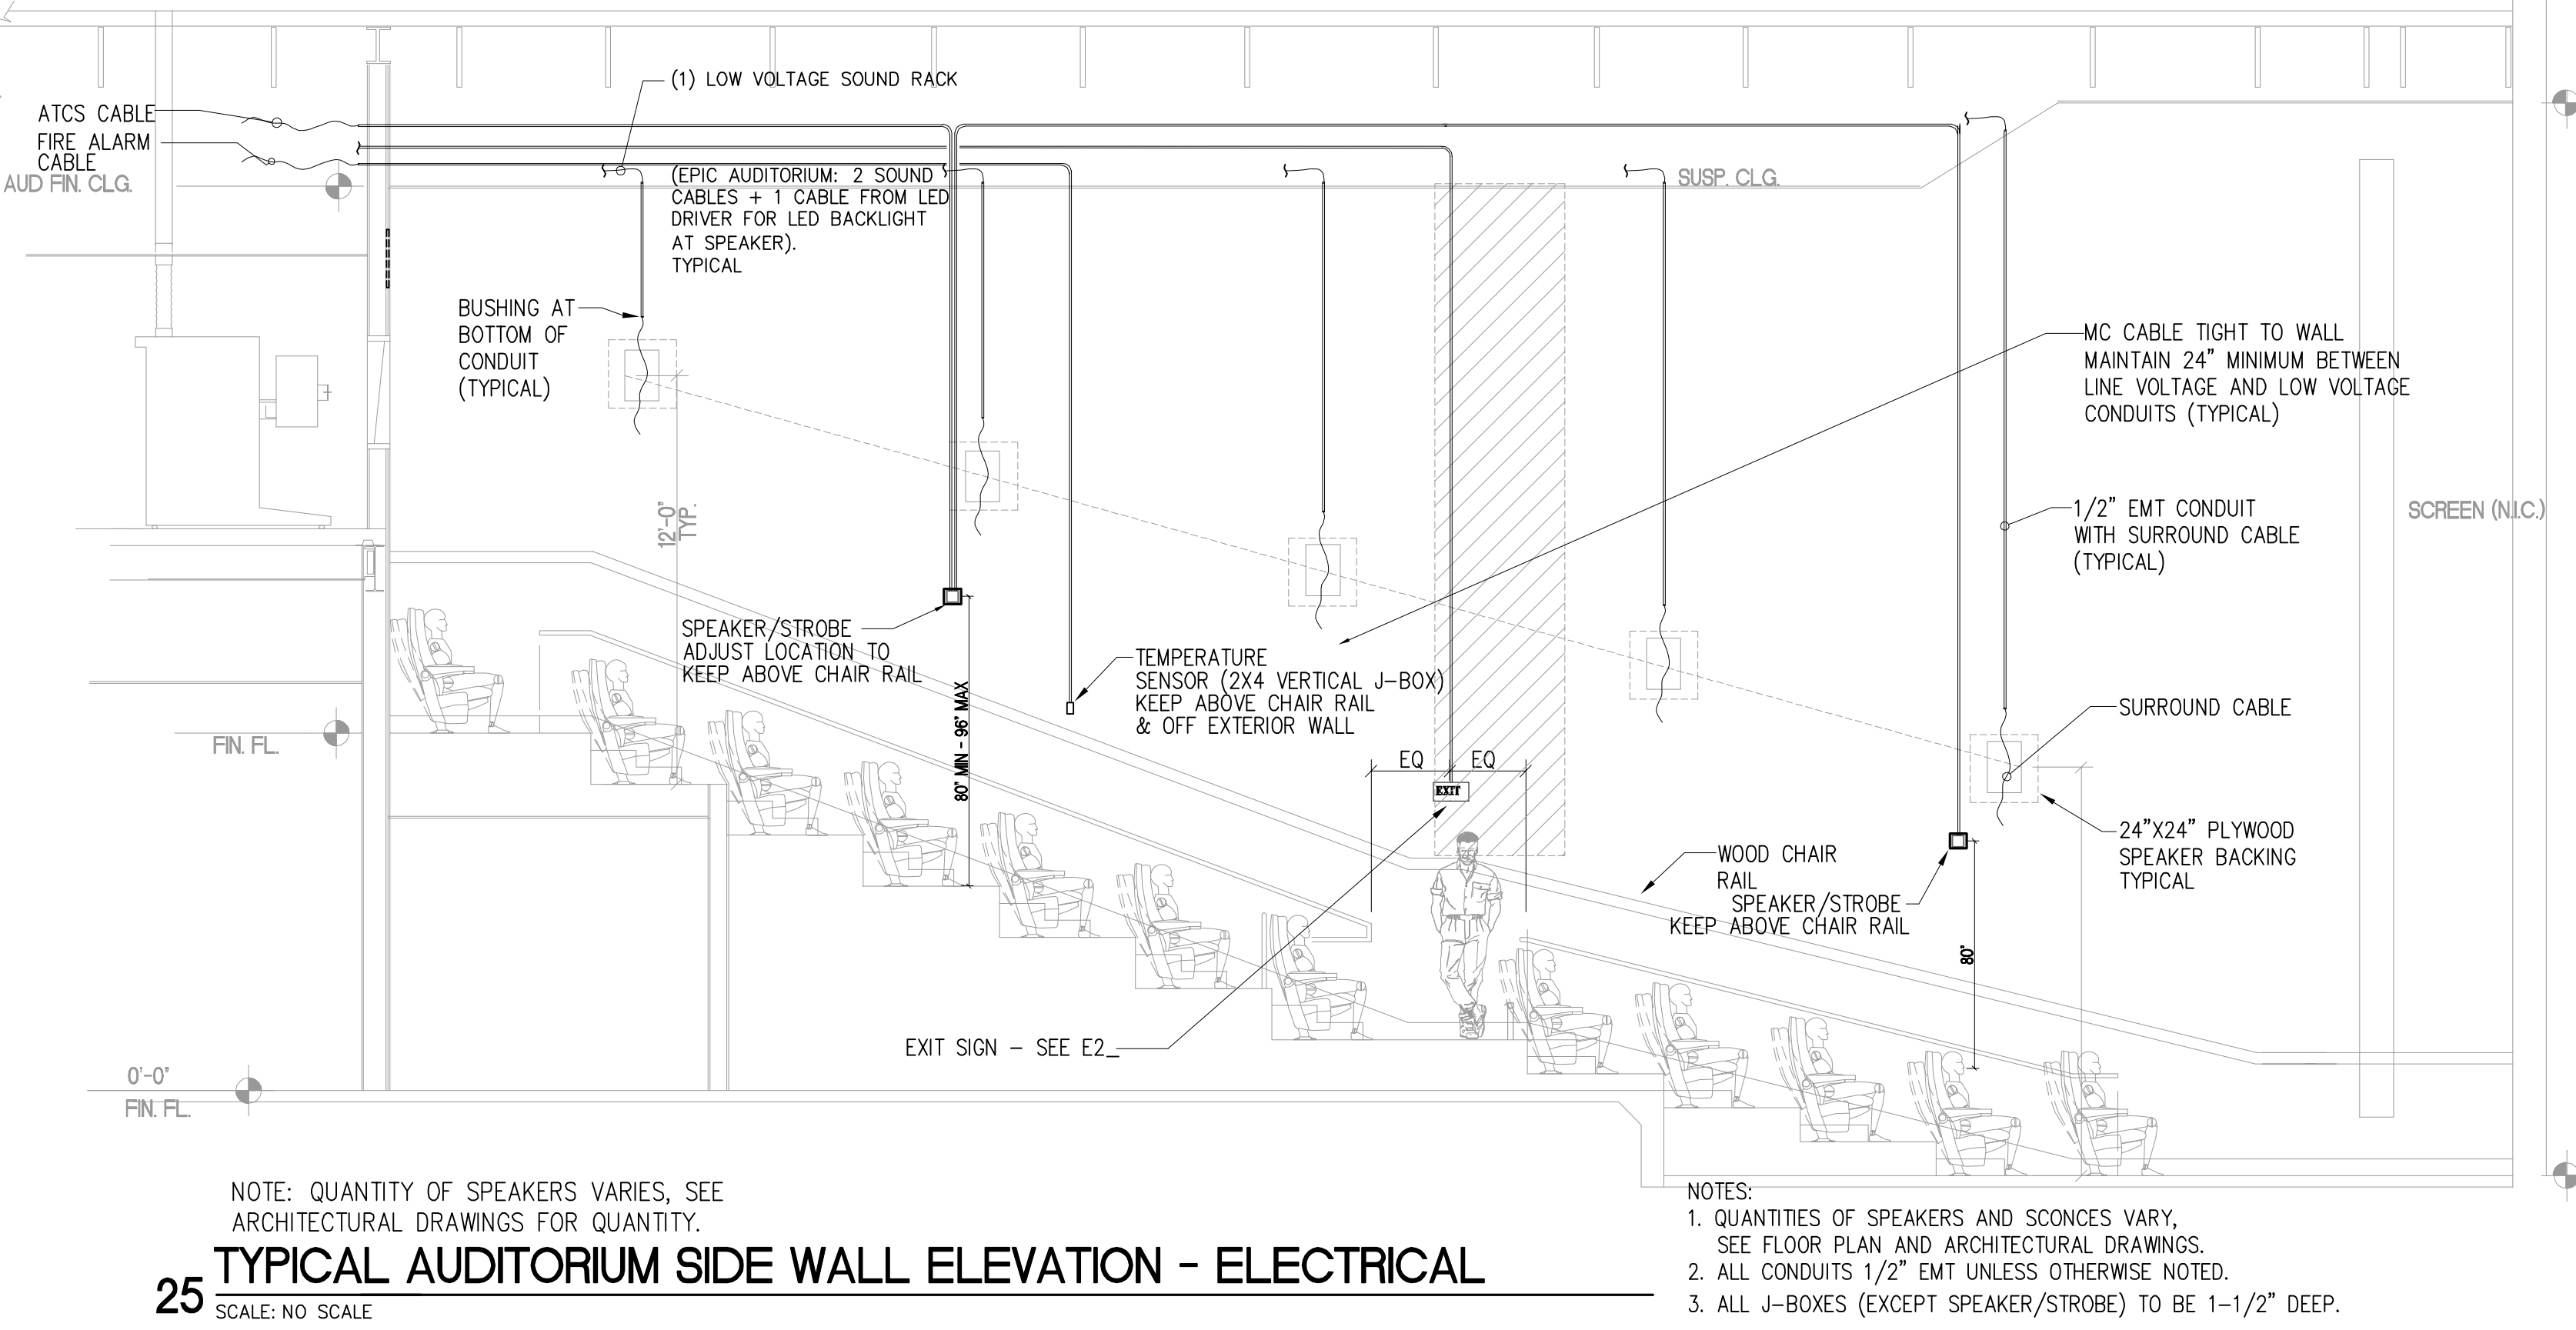 (1) LOW VOLTAGE SOUND RACK
ATCS CABLE
FIRE ALARM
CABLE
AUD FIN. CLG.
(EPIC AUDITORIUM: 2 SOUND
CABLES + 1 CABLE FROM LED
DRIVER FOR LED BACKLIGHT
AT SPEAKER).
TYPICAL
SUSP. CLG.
BUSHING AT
BOTTOM OF
CONDUIT
(TYPICAL)
MC CABLE TIGHT TO WALL
MAINTAIN 24" MINIMUM BETWEEN
LINE VOLTAGE AND LOW VOLTAGE
CONDUITS (TYPICAL)
12'-0"
TYP.
1/2" EMT CONDUIT
WITH SURROUND CABLE
(TYPICAL)
SCREEN (N.I.C.)
SPEAKER/STROBE
ADJUST LOCATION TO
KEEP ABOVE CHAIR RAIL
80" MIN - 96" MAX
TEMPERATURE
SENSOR (2X4 VERTICAL J-BOX)
KEEP ABOVE CHAIR RAIL
& OFF EXTERIOR WALL
SURROUND CABLE
FIN. FL.
EQ EQ
EXIT
24"X24" PLYWOOD
SPEAKER BACKING
TYPICAL
WOOD CHAIR
RAIL
SPEAKER/STROBE
KEEP ABOVE CHAIR RAIL
80"
EXIT SIGN - SEE E2_
0'-0"
FIN. FL.
NOTE: QUANTITY OF SPEAKERS VARIES, SEE
ARCHITECTURAL DRAWINGS FOR QUANTITY.
25 TYPICAL AUDITORIUM SIDE WALL ELEVATION - ELECTRICAL
SCALE: NO SCALE
NOTES:
1. QUANTITIES OF SPEAKERS AND SCONCES VARY,
SEE FLOOR PLAN AND ARCHITECTURAL DRAWINGS.
2. ALL CONDUITS 1/2" EMT UNLESS OTHERWISE NOTED.
3. ALL J-BOXES (EXCEPT SPEAKER/STROBE) TO BE 1-1/2" DEEP.